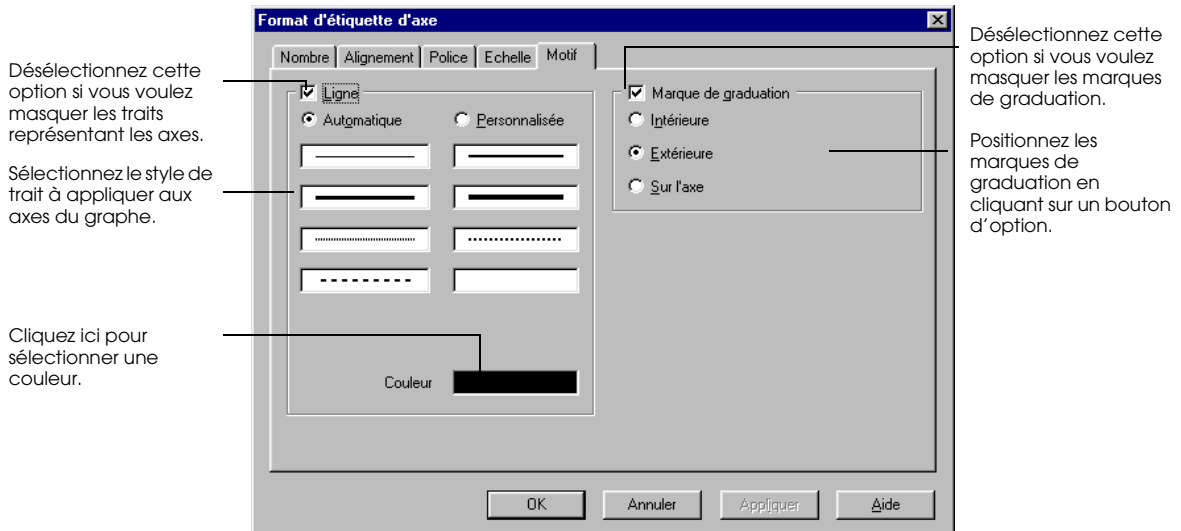 Format d'étiquette d'axe
Nombre
Alignement
Police
Echelle
Motif
Désélectionnez cette
option si vous voulez
masquer les traits
représentant les axes.
Sélectionnez le style de
trait à appliquer aux
axes du graphe.
Cliquez ici pour
sélectionner une
couleur.
Ligne
Automatique
Personnalisée
Couleur
Marque de graduation
Intérieure
Extérieure
Sur l'axe
Désélectionnez cette
option si vous voulez
masquer les marques
de graduation.
Positionnez les
marques de
graduation en
cliquant sur un bouton
d’option.
OK
Annuler
Appliquer
Aide